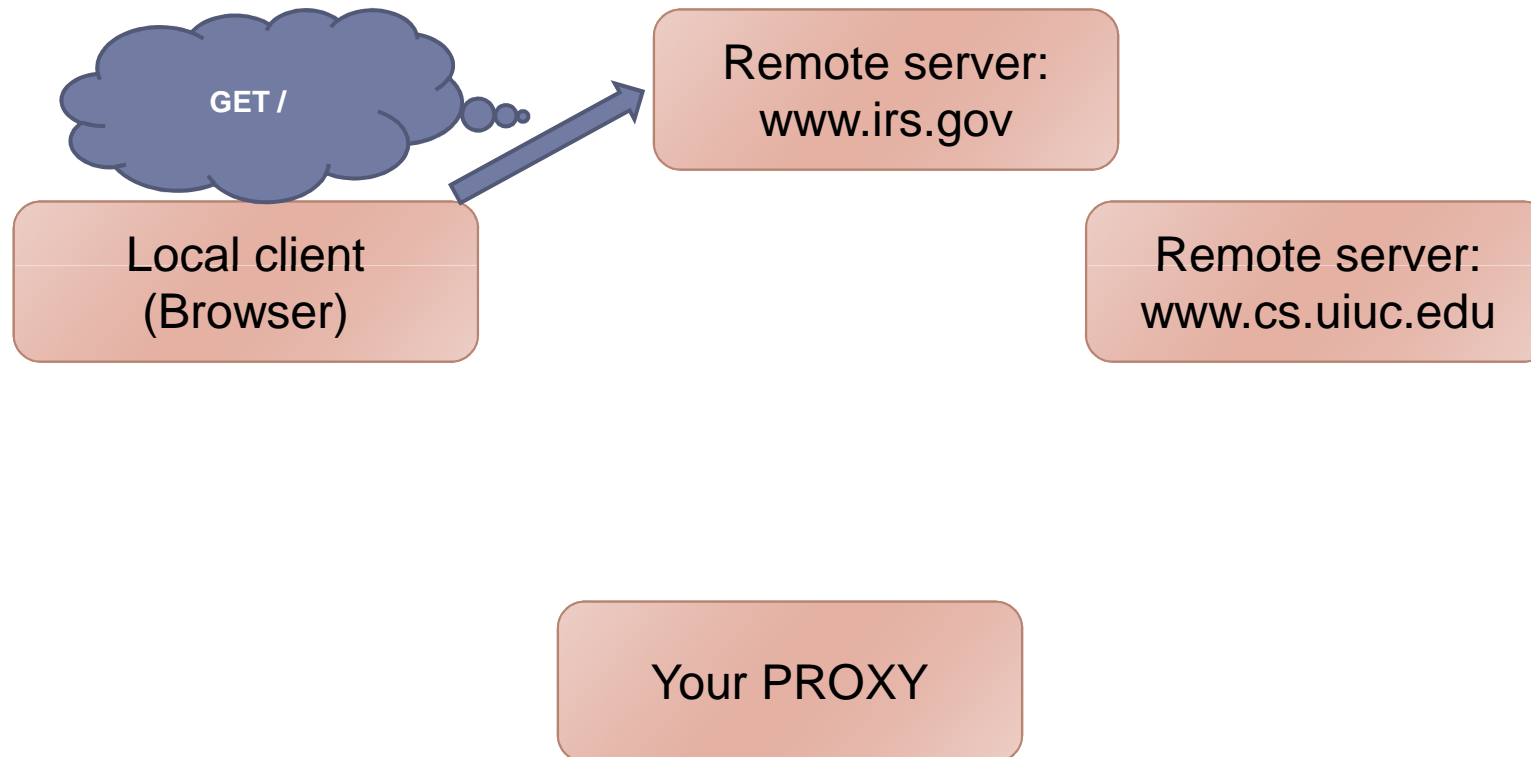 GET /
Remote server:
www.irs.gov
Local client
(Browser)
Remote server:
www.cs.uiuc.edu
Your PROXY